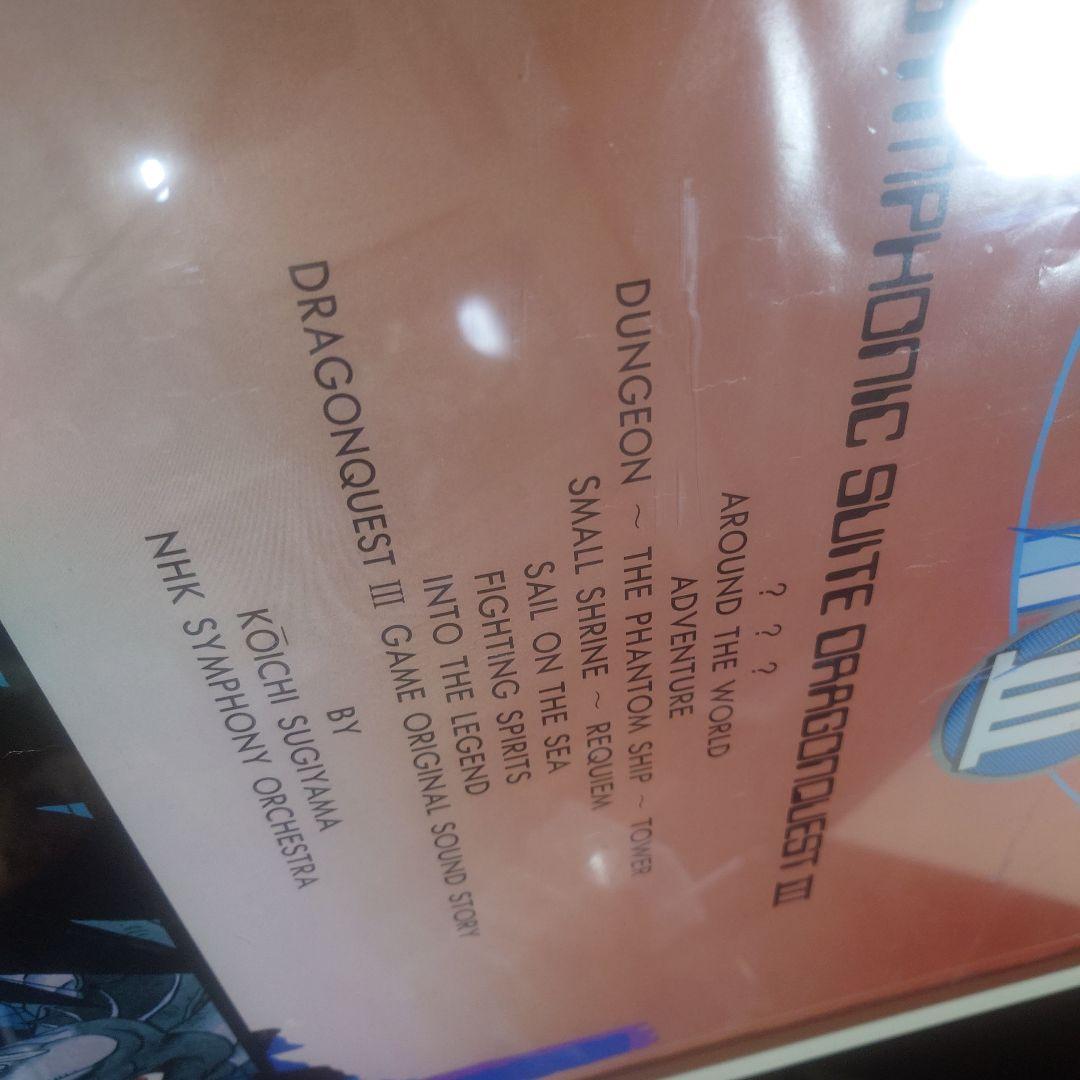 SYMPHONIC SUITE DRAGONQUEST III
? ? ?
AROUND THE WORLD
ADVENTURE
DUNGEON ~ THE PHANTOM SHIP ~ TOWER
SMALL SHRINE ~ REQUIEM
SAIL ON THE SEA
FIGHTING SPIRITS
INTO THE LEGEND
DRAGONQUEST III GAME ORIGINAL SOUND STORY
BY
KŌICHI SUGIYAMA
NHK SYMPHONY ORCHESTRA
III